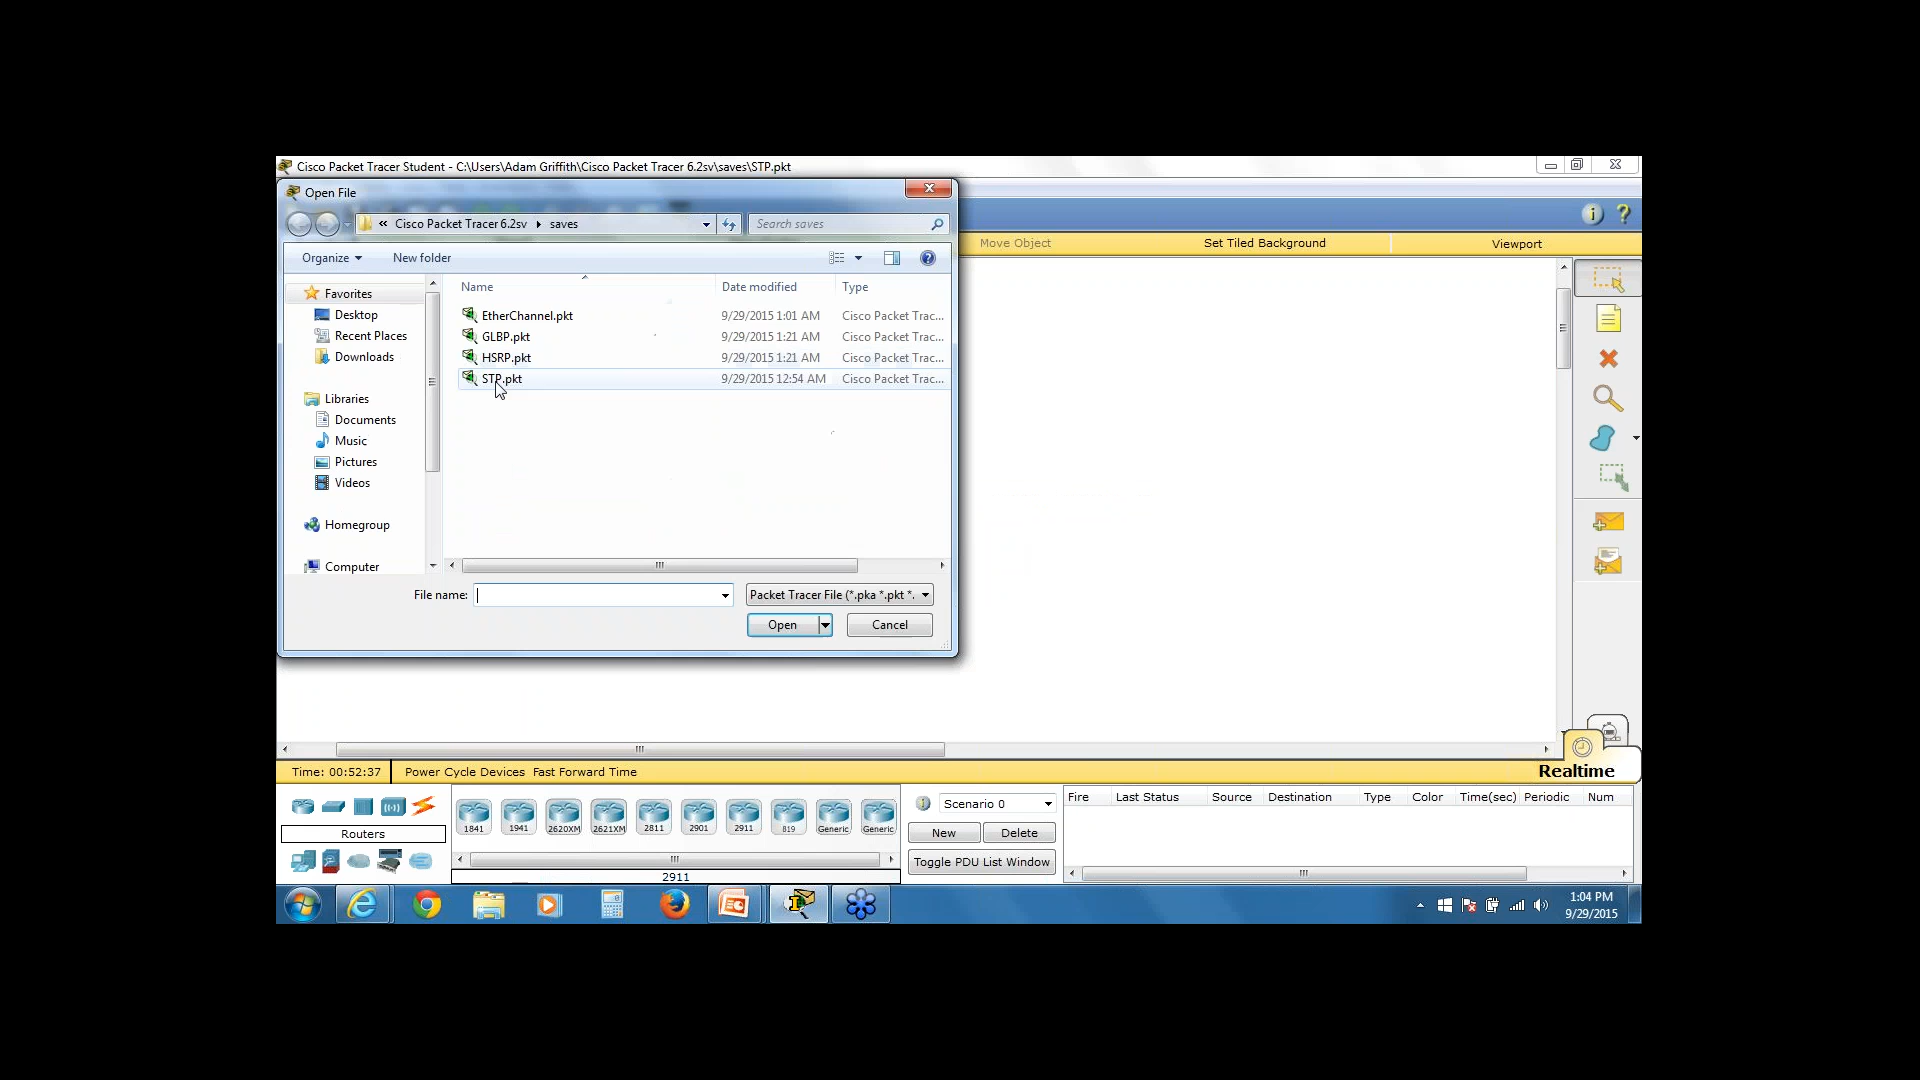 Cisco Packet Tracer Student - C:\Users\Adam Griffith\Cisco Packet Tracer 6.2sv\saves\STP.pkt
Open File
« Cisco Packet Tracer 6.2sv saves
Search saves
Move Object
Set Tiled Background
Viewport
Organize
New folder
Name
Date modified
Type
Favorites
Desktop
Recent Places
Downloads
Libraries
Documents
Music
Pictures
Videos
Homegroup
Computer
EtherChannel.pkt 9/29/2015 1:01 AM Cisco Packet Trac...
GLBP.pkt 9/29/2015 1:21 AM Cisco Packet Trac...
HSRP.pkt 9/29/2015 1:21 AM Cisco Packet Trac...
STP.pkt 9/29/2015 12:54 AM Cisco Packet Trac...
File name:
Packet Tracer File (*.pka *.pkt *.
Open
Cancel
Time: 00:52:37
Power Cycle Devices Fast Forward Time
Realtime
Routers
1841 1941 2620XM 2621XM 2811 2901 2911 819 Generic Generic
2911
Scenario 0
New
Delete
Toggle PDU List Window
Fire Last Status Source Destination Type Color Time(sec) Periodic Num
1:04 PM
9/29/2015